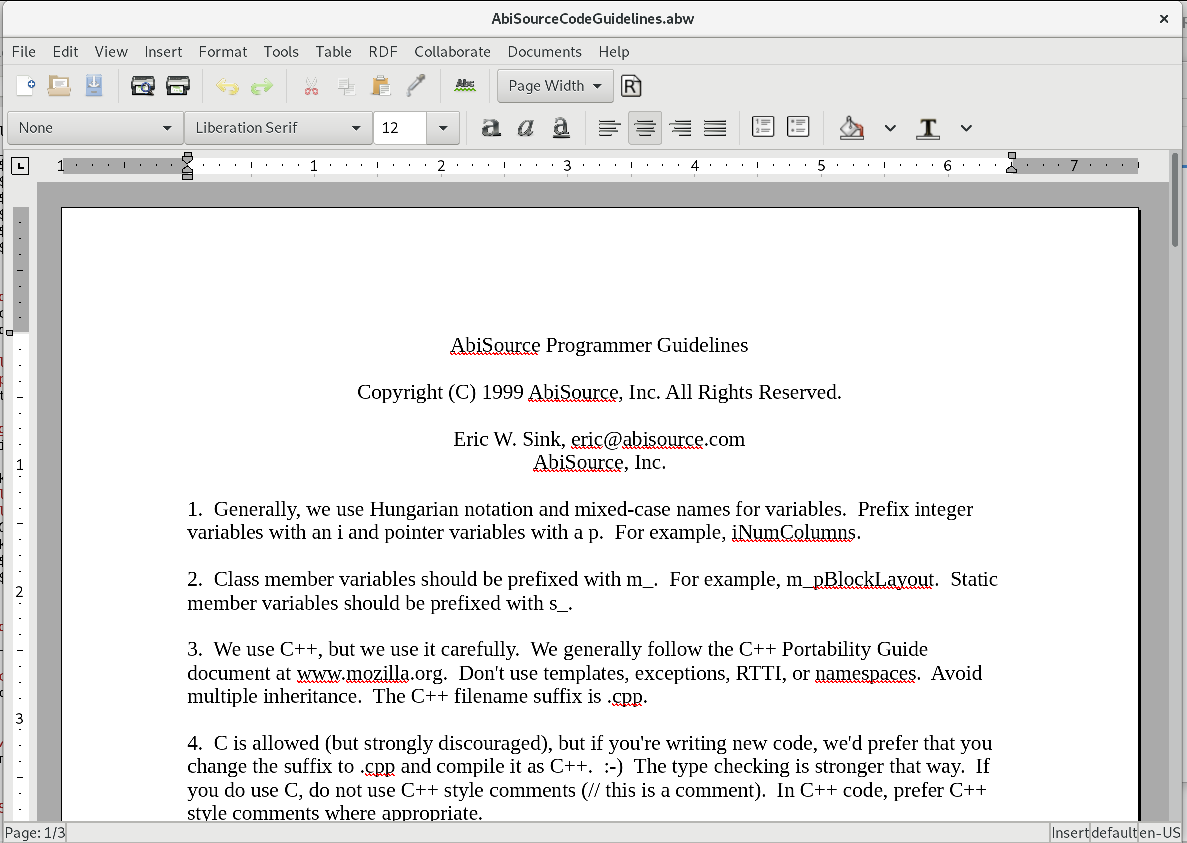 AbiSourceCodeGuidelines.abw
File Edit View Insert Format Tools Table RDF Collaborate Documents Help
Abc Page Width R
None Liberation Serif 12 a a a T
1 1 2 3 4 5 6 7
AbiSource Programmer Guidelines
Copyright (C) 1999 AbiSource, Inc. All Rights Reserved.
Eric W. Sink, eric@abisource.com
AbiSource, Inc.
1
1.  Generally, we use Hungarian notation and mixed-case names for variables.  Prefix integer
variables with an i and pointer variables with a p.  For example, iNumColumns.
2.  Class member variables should be prefixed with m_.  For example, m_pBlockLayout.  Static
2
member variables should be prefixed with s_.
3.  We use C++, but we use it carefully.  We generally follow the C++ Portability Guide
document at www.mozilla.org.  Don't use templates, exceptions, RTTI, or namespaces.  Avoid
multiple inheritance.  The C++ filename suffix is .cpp.
3
4.  C is allowed (but strongly discouraged), but if you're writing new code, we'd prefer that you
change the suffix to .cpp and compile it as C++.  :-)  The type checking is stronger that way.  If
you do use C, do not use C++ style comments (// this is a comment).  In C++ code, prefer C++
style comments where appropriate.
Page: 1/3 Insert default en-US